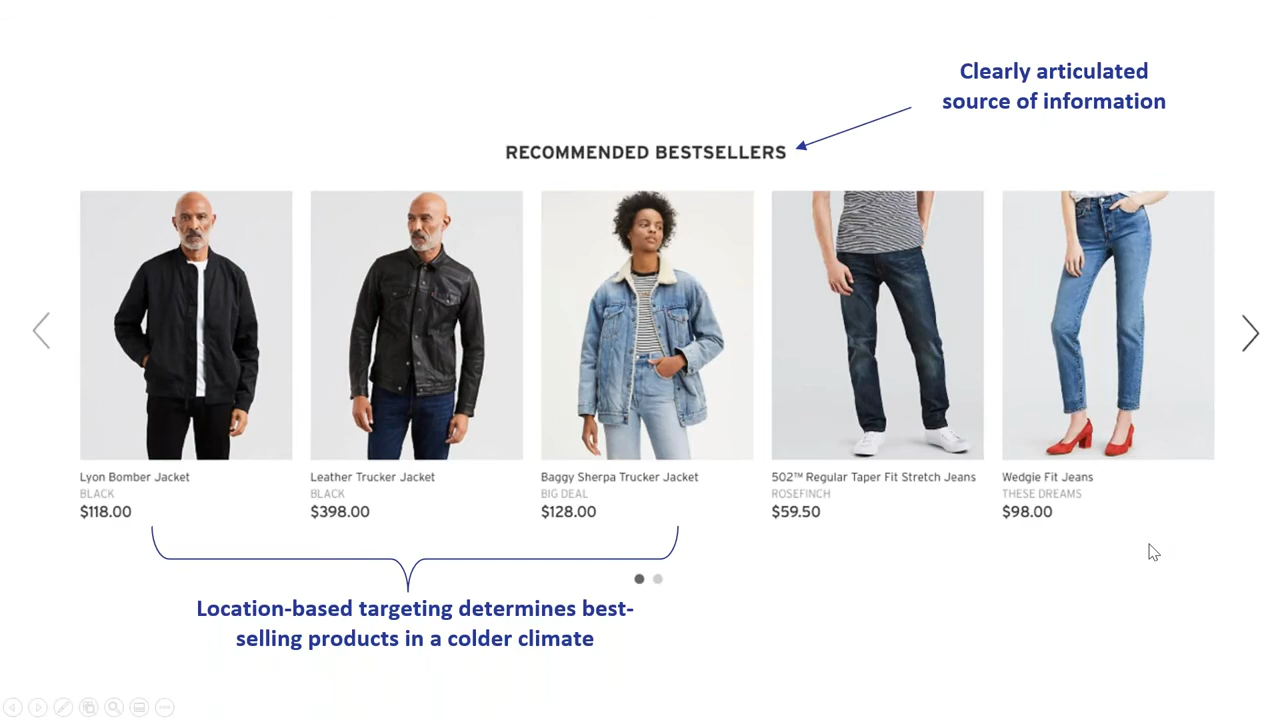 Clearly articulated
source of information
RECOMMENDED BESTSELLERS
Lyon Bomber Jacket
BLACK
$118.00
Leather Trucker Jacket
BLACK
$398.00
Baggy Sherpa Trucker Jacket
BIG DEAL
$128.00
502™ Regular Taper Fit Stretch Jeans
ROSEFINCH
$59.50
Wedgie Fit Jeans
THESE DREAMS
$98.00
Location-based targeting determines best-
selling products in a colder climate